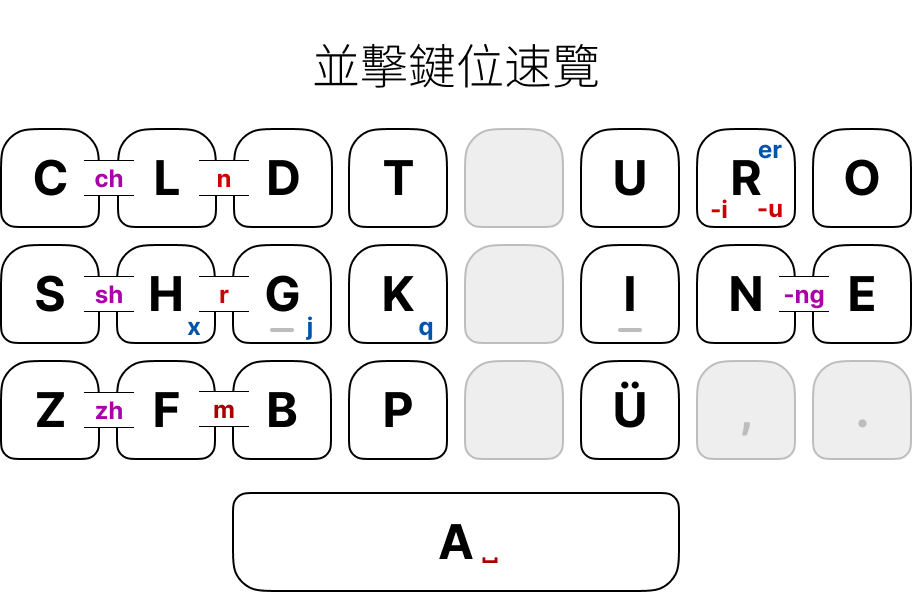 並擊鍵位速覽
C ch L n D T U R er -i -u O
S sh H x r G j K q I N -ng E
Z zh F m B P Ü , .
A ⎵